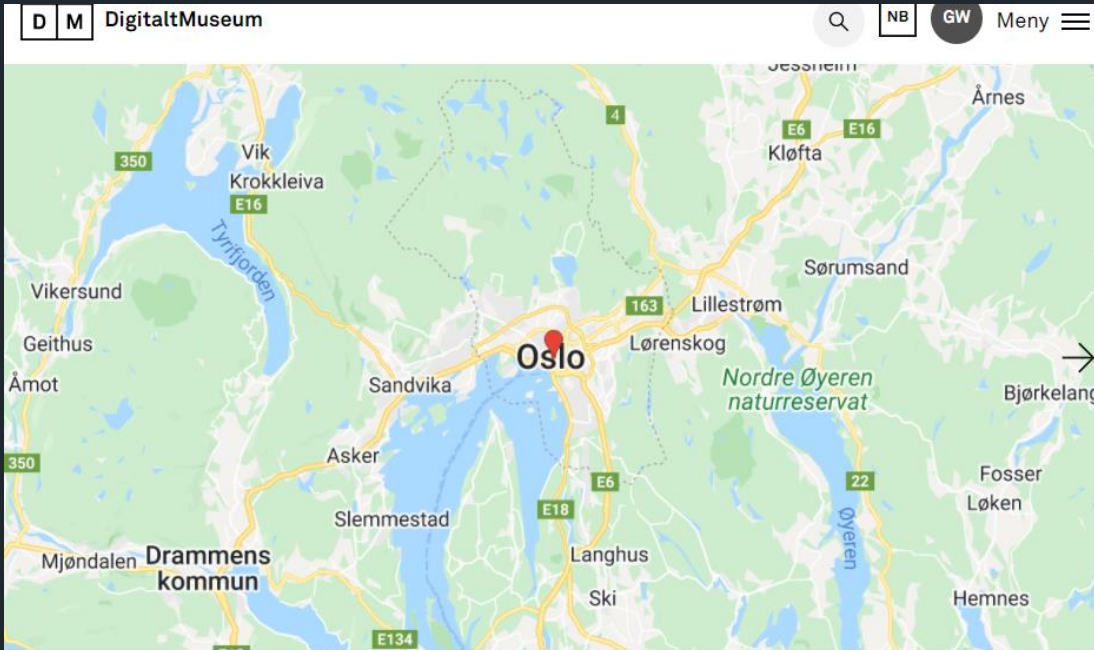 D M DigitaltMuseum
NB GW Meny
Jessheim
Årnes
4
E6 E16
Kløfta
350
Vik
Krokkleiva
E16
Tyrifjorden
Sørumsand
Vikersund
163
Lillestrøm
Geithus
Oslo
Lørenskog
Åmot
Sandvika
Nordre Øyeren
naturreservat
Bjørkelang
Asker
350
E6
22
Fosser
Løken
E18
Slemmestad
Øyeren
Mjøndalen
Drammens
kommun
Langhus
Ski
Hemnes
E134